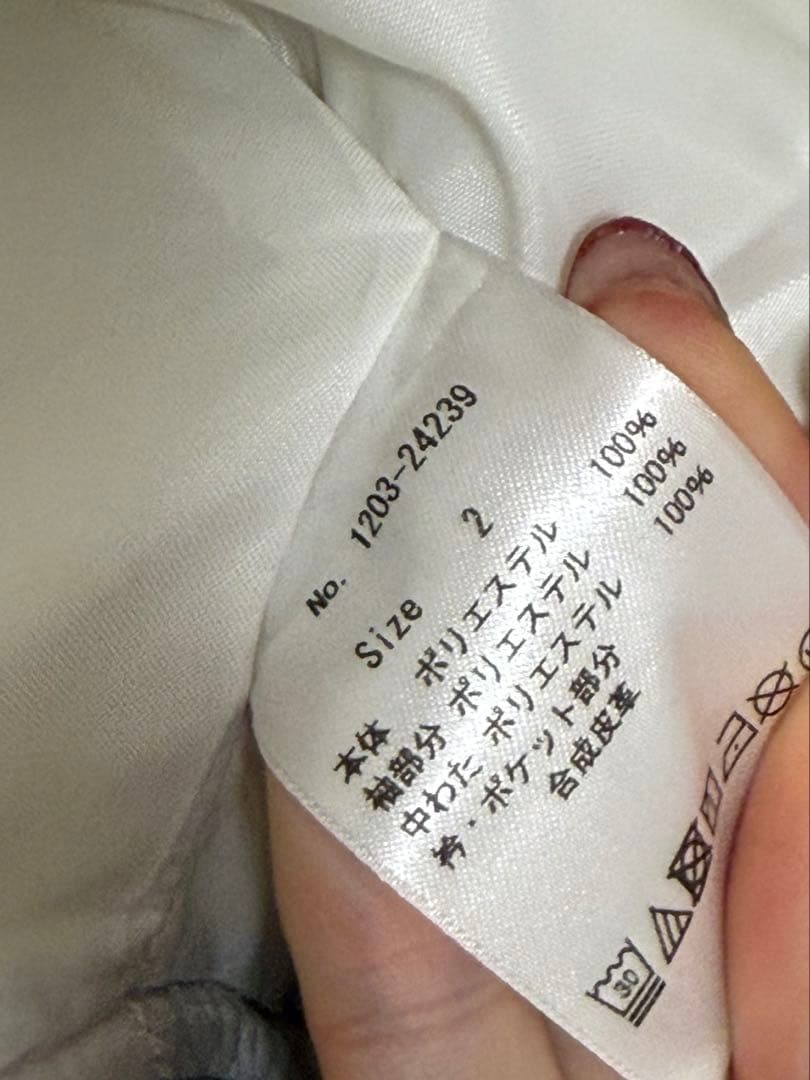 No. 1203-24239
Size 2
本体 ポリエステル 100%
袖部分 ポリエステル 100%
中わた ポリエステル 100%
衿・ポケット部分
合成皮革
30